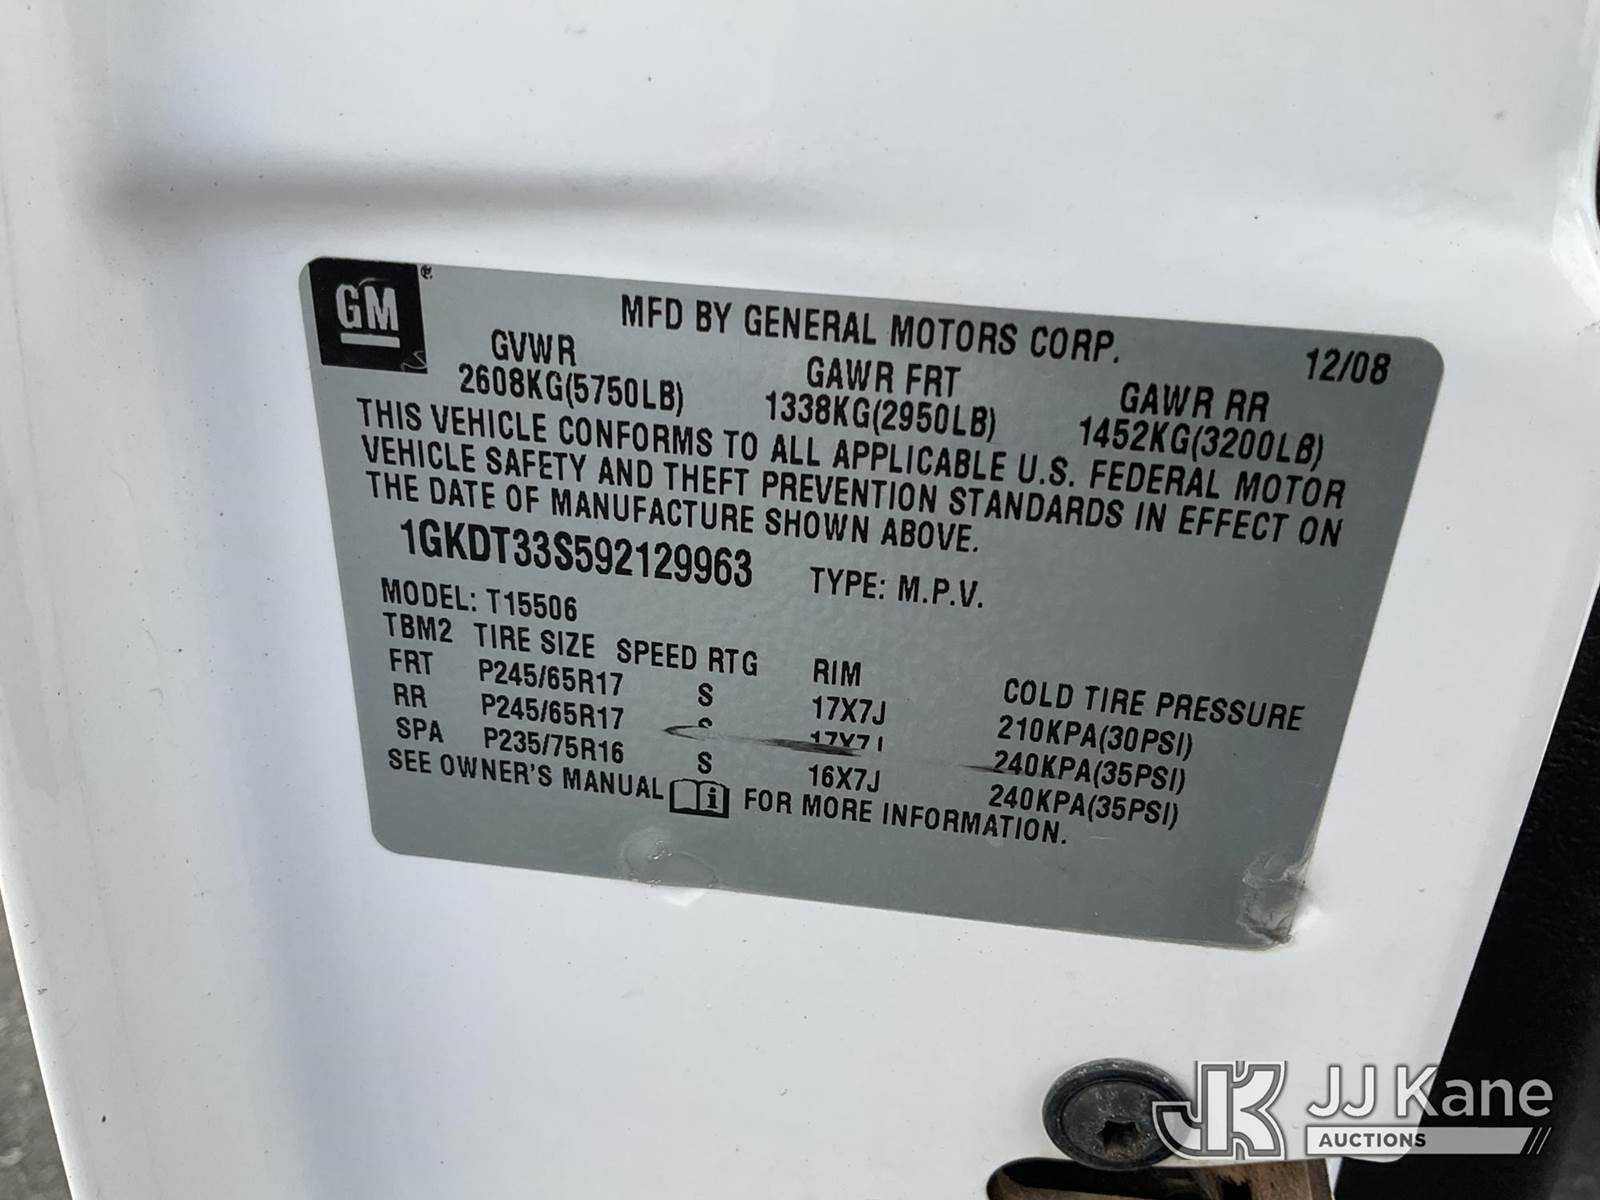 GM
MFD BY GENERAL MOTORS CORP.
12/08
GVWR GAWR FRT GAWR RR
2608KG(5750LB) 1338KG(2950LB) 1452KG(3200LB)
THIS VEHICLE CONFORMS TO ALL APPLICABLE U.S. FEDERAL MOTOR
VEHICLE SAFETY AND THEFT PREVENTION STANDARDS IN EFFECT ON
THE DATE OF MANUFACTURE SHOWN ABOVE.
1GKDT33S592129963 TYPE: M.P.V.
MODEL: T15506
TBM2 TIRE SIZE SPEED RTG RIM COLD TIRE PRESSURE
FRT P245/65R17 S 17X7J 210KPA(30PSI)
RR P245/65R17 S 17X7J 240KPA(35PSI)
SPA P235/75R16 S 16X7J 240KPA(35PSI)
SEE OWNER'S MANUAL i FOR MORE INFORMATION.
JK JJ Kane
AUCTIONS